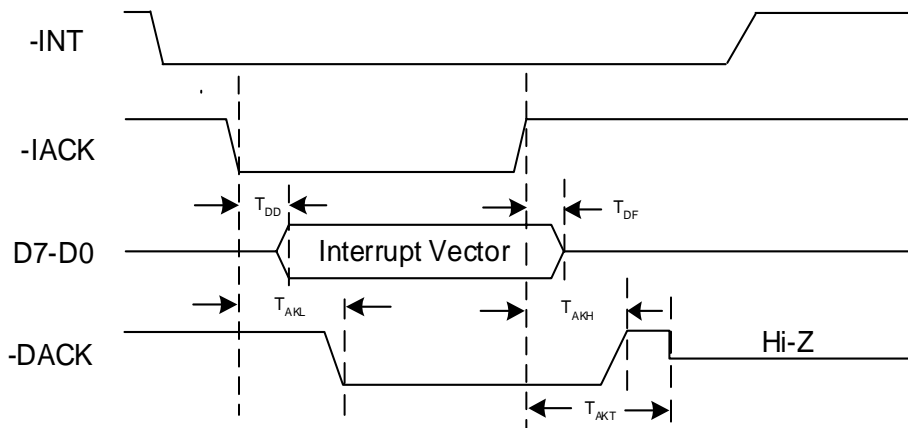 -INT
-IACK
T_DD
T_DF
D7-D0
Interrupt Vector
T_AKL
T_AKH
-DACK
Hi-Z
T_AKT